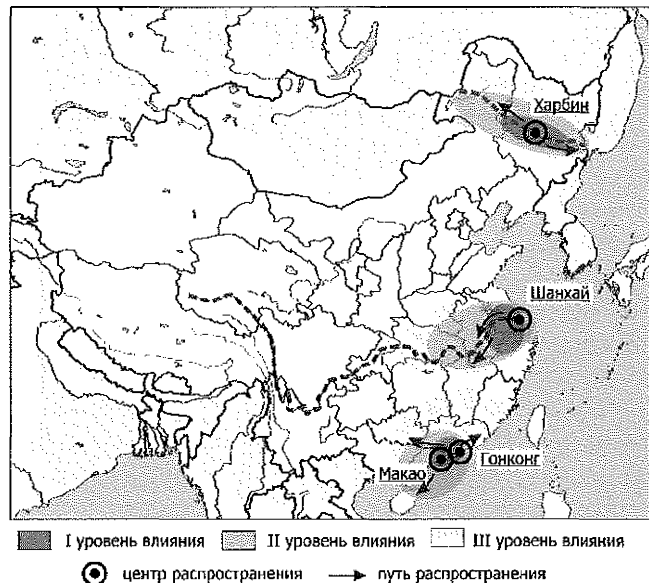 Харбин
Шанхай
Макао
Гонконг
I уровень влияния
II уровень влияния
III уровень влияния
центр распространения
путь распространения